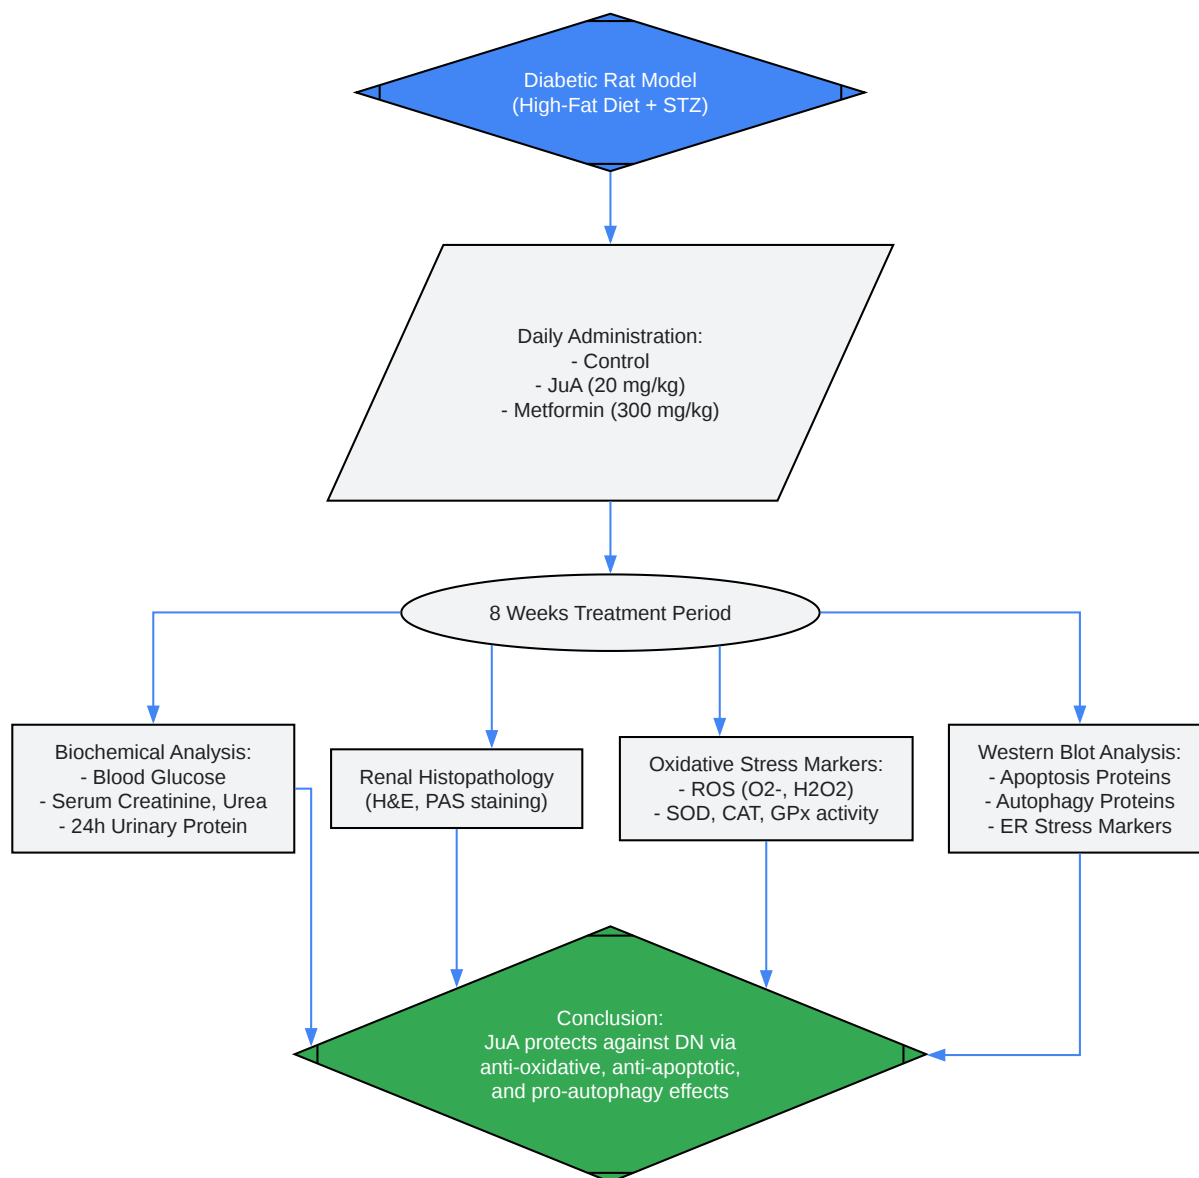 Diabetic Rat Model
(High-Fat Diet + STZ)
Daily Administration:
- Control
- JuA (20 mg/kg)
- Metformin (300 mg/kg)
8 Weeks Treatment Period
Biochemical Analysis:
- Blood Glucose
- Serum Creatinine, Urea
- 24h Urinary Protein
Renal Histopathology
(H&E, PAS staining)
Oxidative Stress Markers:
- ROS (O2-, H2O2)
- SOD, CAT, GPx activity
Western Blot Analysis:
- Apoptosis Proteins
- Autophagy Proteins
- ER Stress Markers
Conclusion:
JuA protects against DN via
anti-oxidative, anti-apoptotic,
and pro-autophagy effects